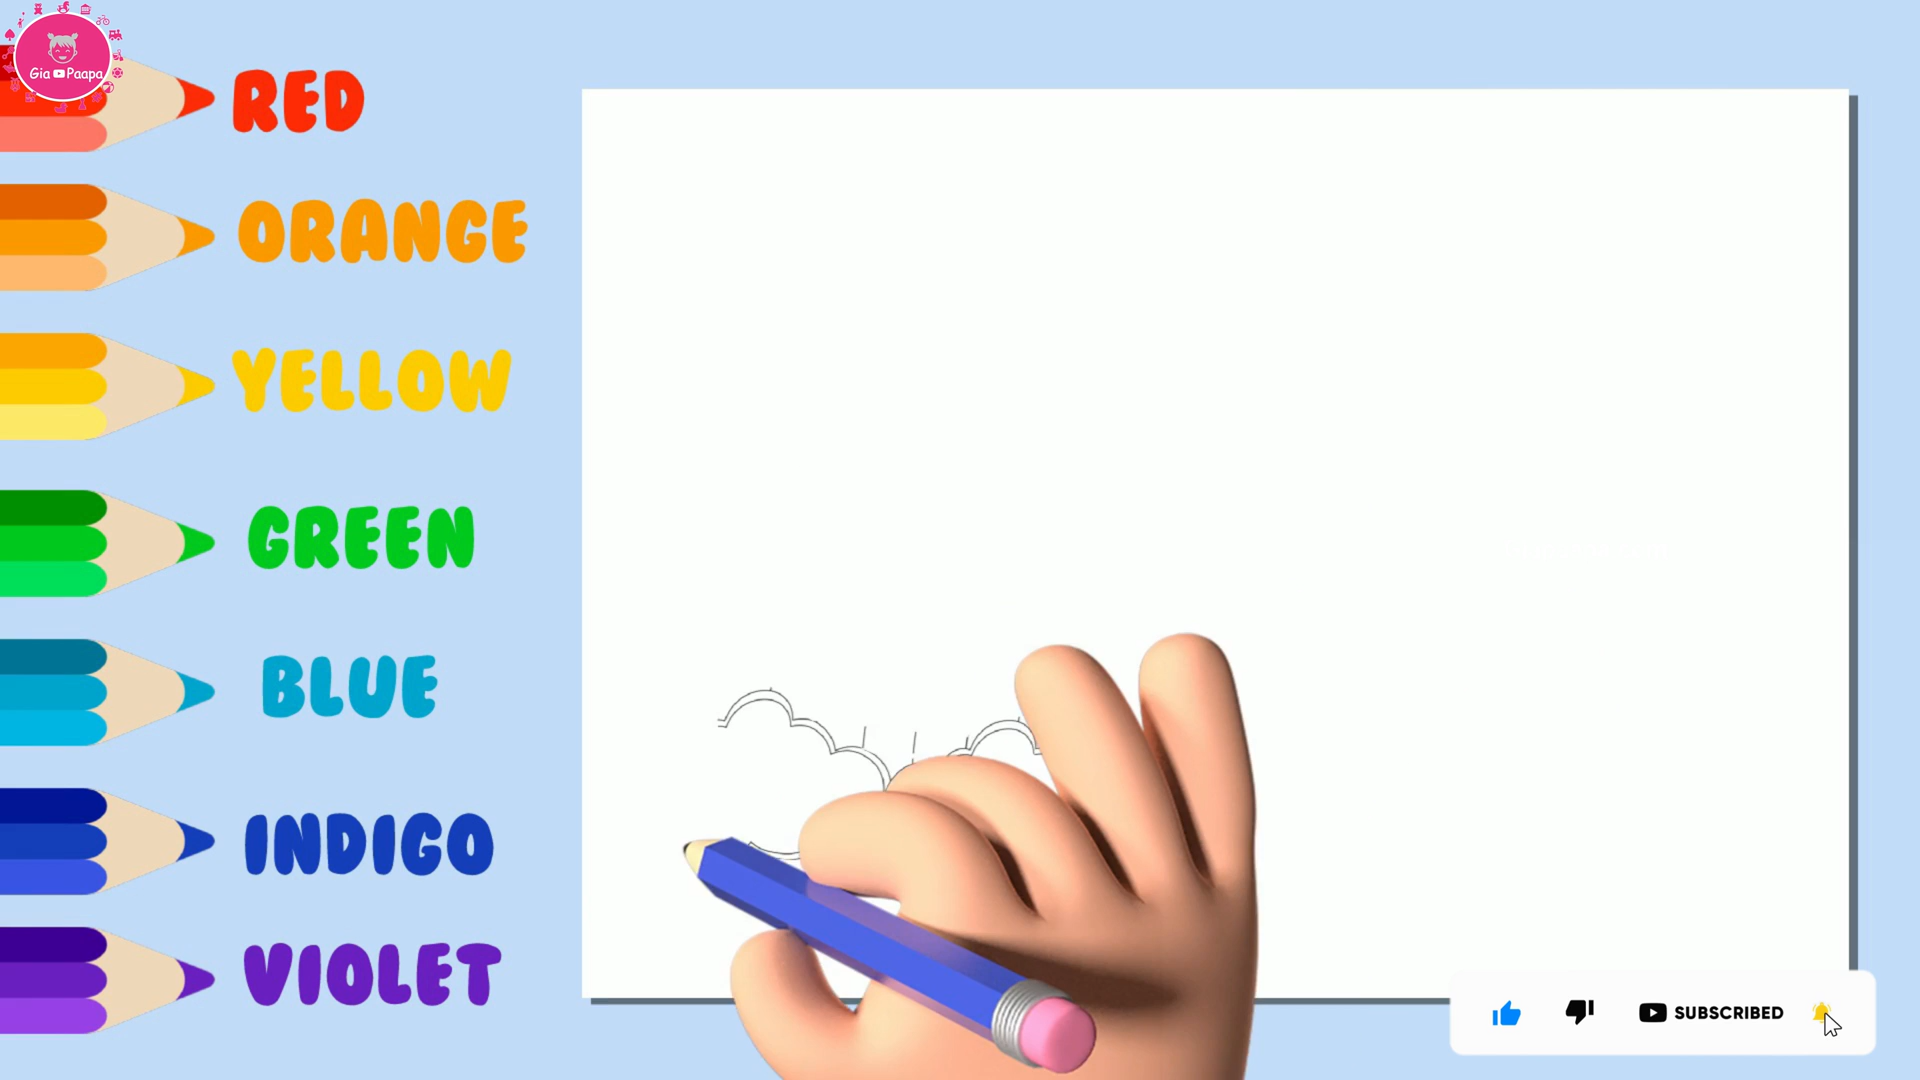 Gia Paapa
RED
ORANGE
YELLOW
GREEN
BLUE
INDIGO
VIOLET
SUBSCRIBED